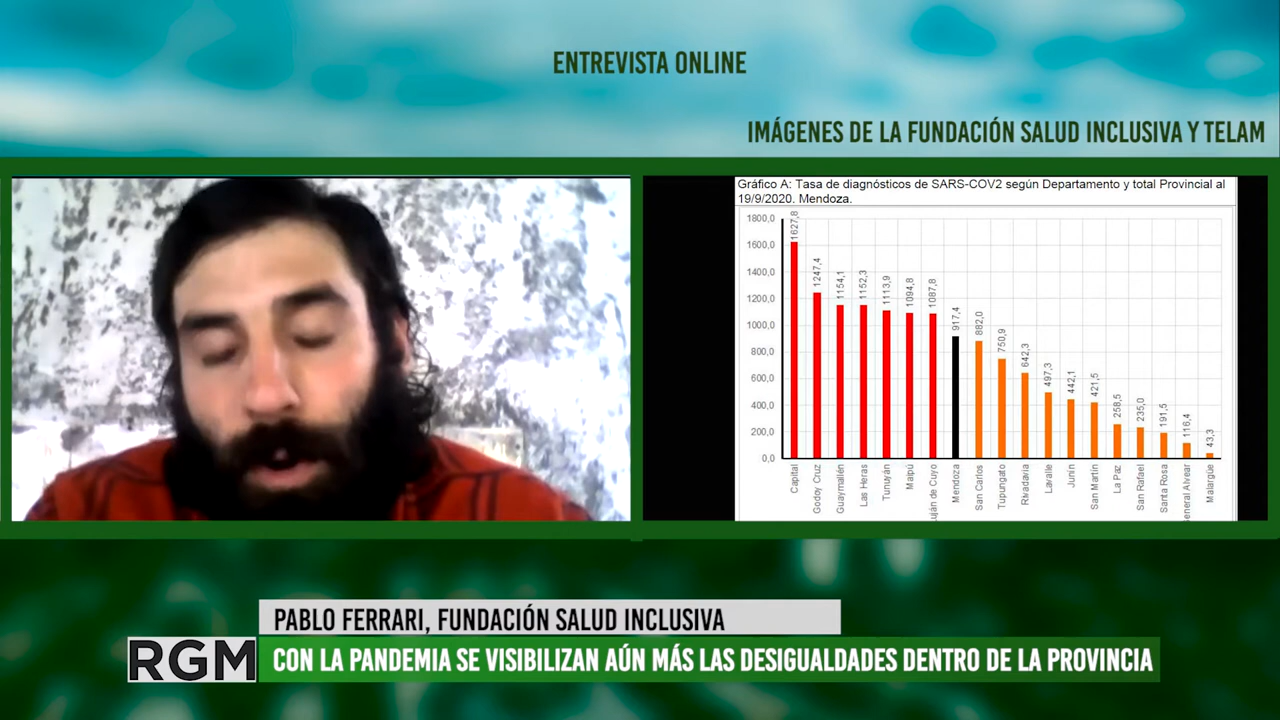 ENTREVISTA ONLINE
IMÁGENES DE LA FUNDACIÓN SALUD INCLUSIVA Y TELAM
Gráfico A: Tasa de diagnósticos de SARS-COV2 según Departamento y total Provincial al
19/9/2020. Mendoza.
1800,0
1600,0
1400,0
1200,0
1000,0
800,0
600,0
400,0
200,0
0,0
1627,8
1247,4
1154,1
1152,3
1113,9
1094,8
1087,8
917,4
882,0
750,9
642,3
497,3
442,1
421,5
258,5
235,0
191,5
116,4
43,3
Capital
Godoy Cruz
Guaymallén
Las Heras
Tunuyán
Maipú
uján de Cuyo
Mendoza
San Carlos
Tupungato
Rivadavia
Lavalle
Junín
San Martín
La Paz
San Rafael
Santa Rosa
eneral Alvear
Malargüe
PABLO FERRARI, FUNDACIÓN SALUD INCLUSIVA
RGM
CON LA PANDEMIA SE VISIBILIZAN AÚN MÁS LAS DESIGUALDADES DENTRO DE LA PROVINCIA